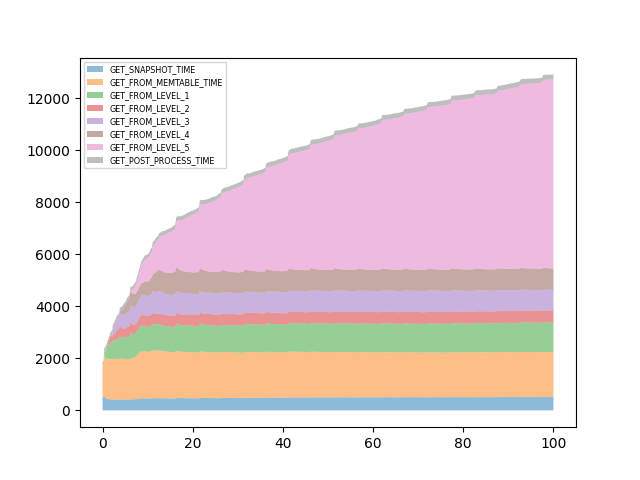 GET_SNAPSHOT_TIME
GET_FROM_MEMTABLE_TIME
GET_FROM_LEVEL_1
GET_FROM_LEVEL_2
GET_FROM_LEVEL_3
GET_FROM_LEVEL_4
GET_FROM_LEVEL_5
GET_POST_PROCESS_TIME
12000
10000
8000
6000
4000
2000
0
0 20 40 60 80 100